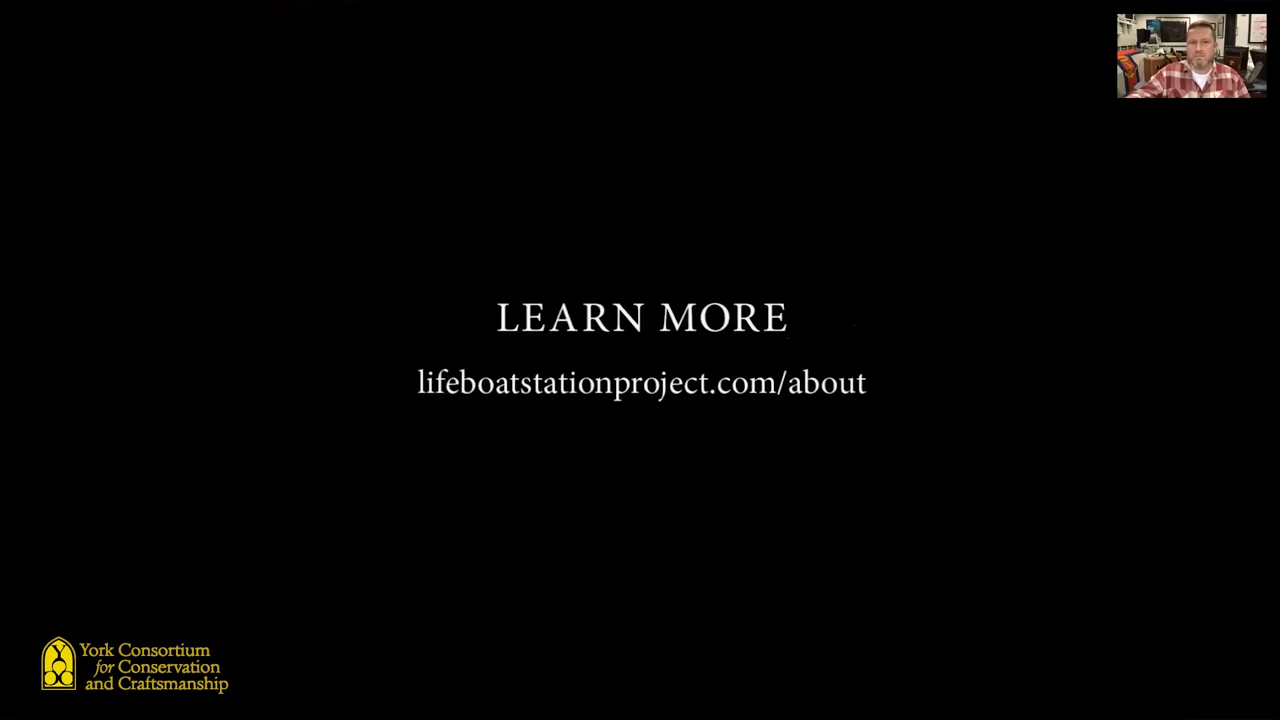 LEARN MORE
lifeboatstationproject.com/about
York Consortium
for Conservation
and Craftsmanship